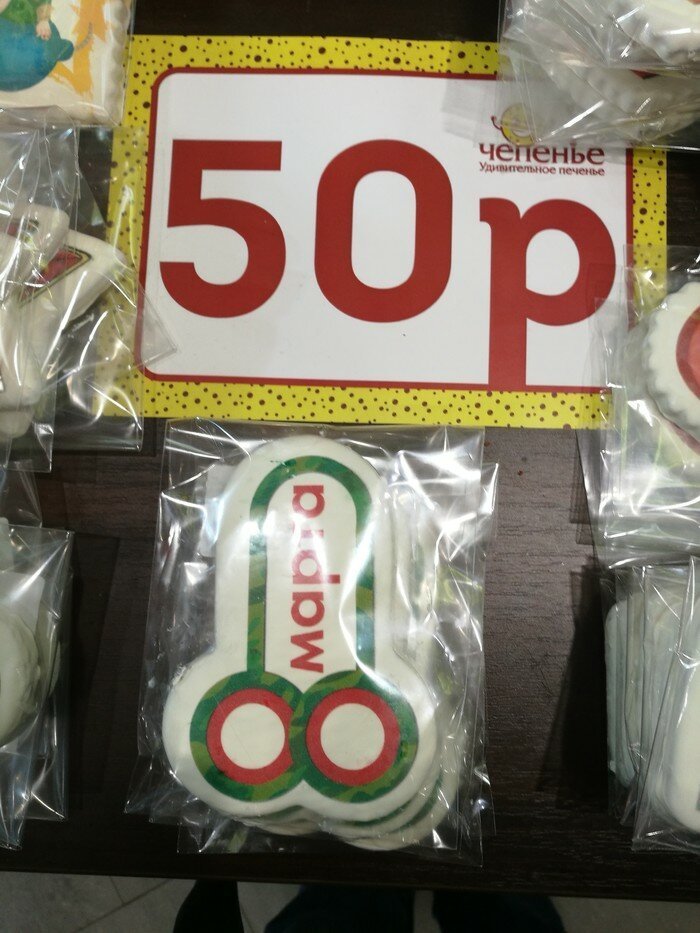 50р
чепенье
Удивительное печенье
8 марта